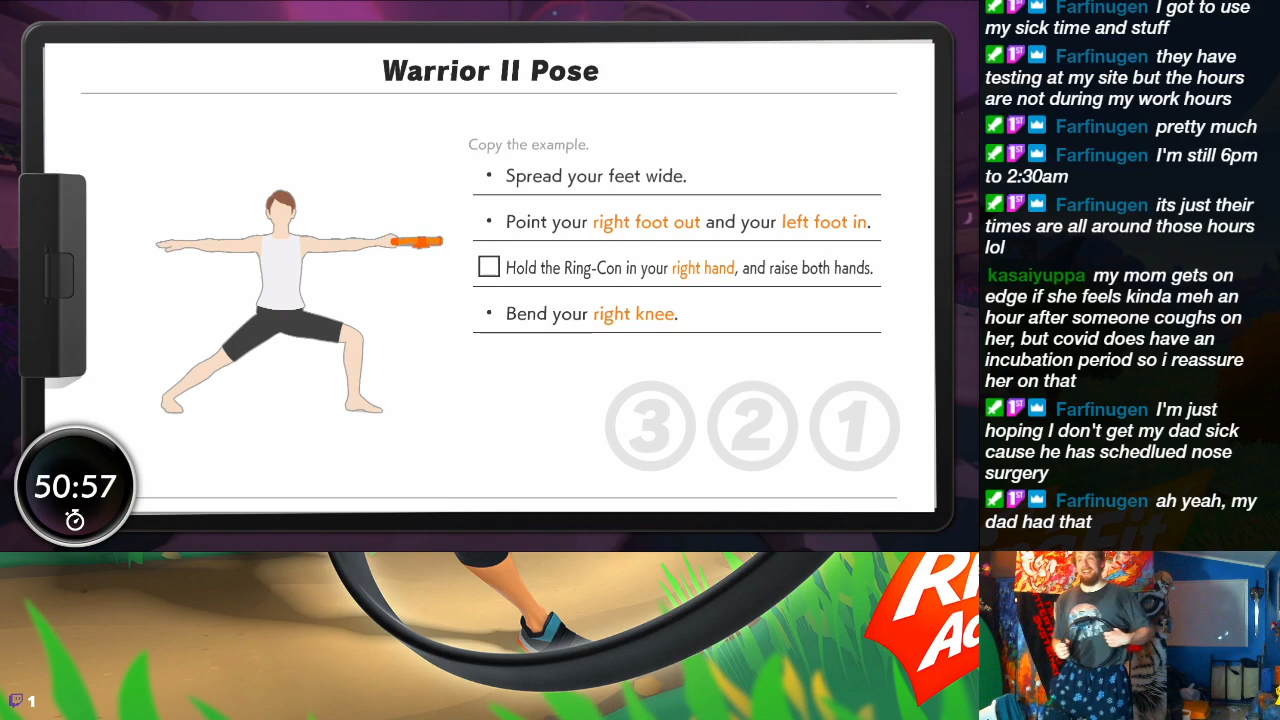 Warrior II Pose
Copy the example.
• Spread your feet wide.
• Point your right foot out and your left foot in.
Hold the Ring-Con in your right hand, and raise both hands.
• Bend your right knee.
3 2 1
50:57
1
Farfinugen I got to use
my sick time and stuff
Farfinugen they have
testing at my site but the hours
are not during my work hours
Farfinugen pretty much
Farfinugen I'm still 6pm
to 2:30am
Farfinugen its just their
times are all around those hours
lol
kasaiyuppa my mom gets on
edge if she feels kinda meh an
hour after someone coughs on
her, but covid does have an
incubation period so i reassure
her on that
Farfinugen I'm just
hoping I don't get my dad sick
cause he has schedlued nose
surgery
Farfinugen ah yeah, my
dad had that